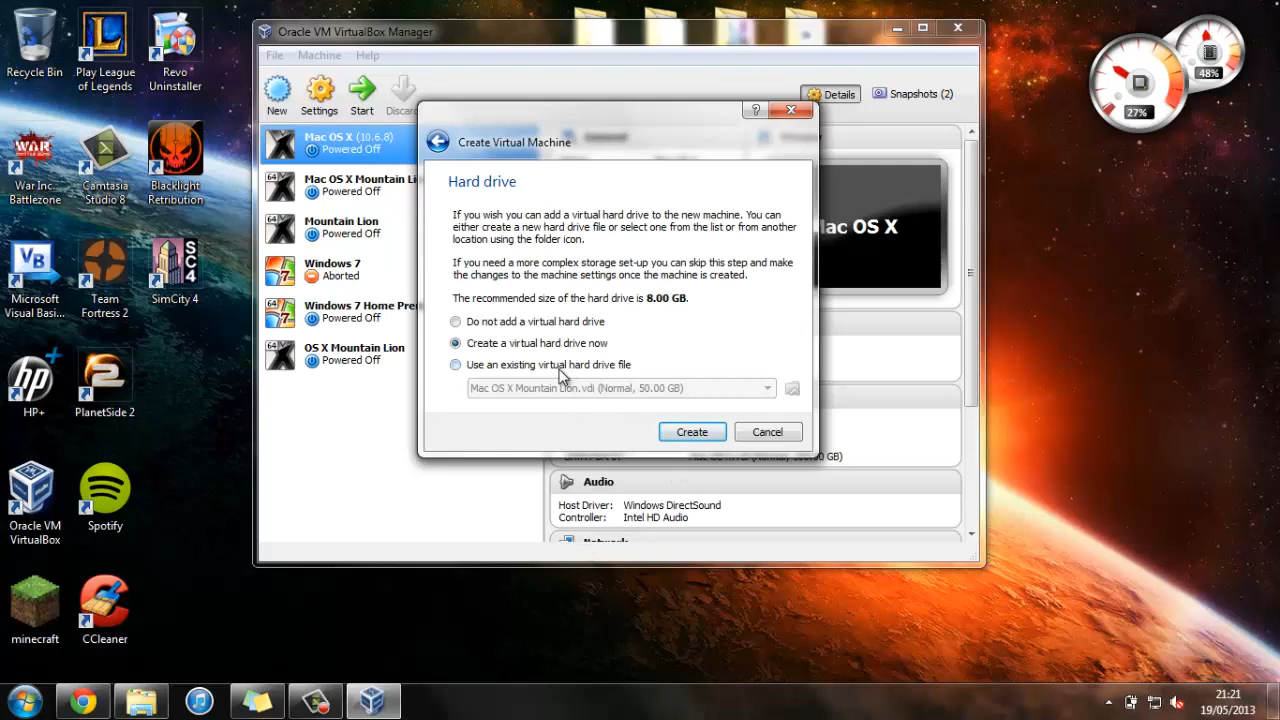 Oracle VM VirtualBox Manager
File Machine Help
New
Settings
Start
Discar
Details
Snapshots (2)
Mac OS X (10.6.8)
Powered Off
Mac OS X Mountain Li
Powered Off
Mountain Lion
Powered Off
Windows 7
Aborted
Windows 7 Home Pre
Powered Off
OS X Mountain Lion
Powered Off
Create Virtual Machine
Hard drive
If you wish you can add a virtual hard drive to the new machine. You can
either create a new hard drive file or select one from the list or from another
location using the folder icon.
If you need a more complex storage set-up you can skip this step and make
the changes to the machine settings once the machine is created.
The recommended size of the hard drive is 8.00 GB.
Do not add a virtual hard drive
Create a virtual hard drive now
Use an existing virtual hard drive file
Mac OS X Mountain Lion.vdi (Normal, 50.00 GB)
Create
Cancel
Mac OS X
Audio
Host Driver: Windows DirectSound
Controller: Intel HD Audio
Recycle Bin
Play League
of Legends
Revo
Uninstaller
War Inc.
Battlezone
Camtasia
Studio 8
Blacklight
Retribution
Microsoft
Visual Basi...
Team
Fortress 2
SimCity 4
HP+
PlanetSide 2
Oracle VM
VirtualBox
Spotify
minecraft
CCleaner
48%
27%
21:21
19/05/2013